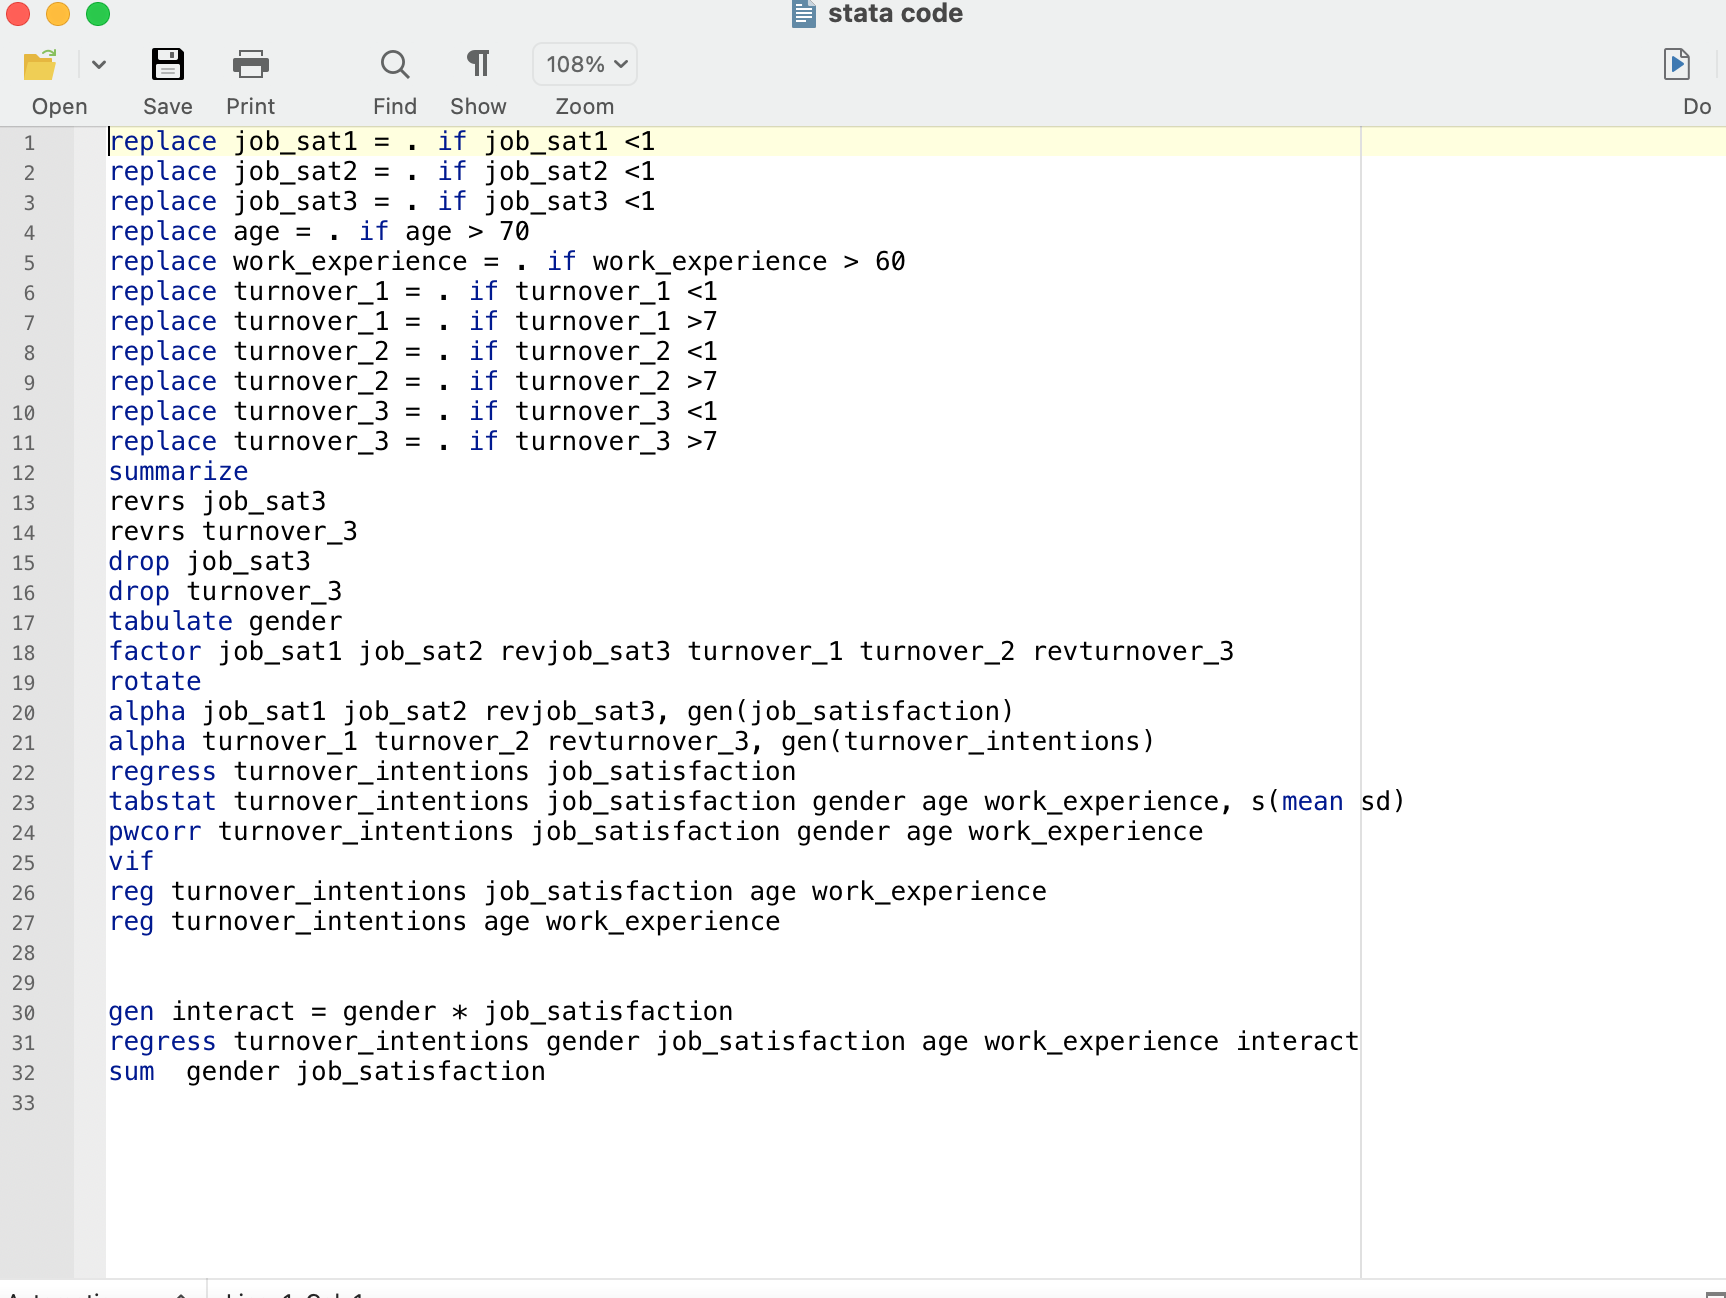 stata code
108%
Open Save Print Find Show Zoom Do
1 replace job_sat1 = . if job_sat1 <1
2 replace job_sat2 = . if job_sat2 <1
3 replace job_sat3 = . if job_sat3 <1
4 replace age = . if age > 70
5 replace work_experience = . if work_experience > 60
6 replace turnover_1 = . if turnover_1 <1
7 replace turnover_1 = . if turnover_1 >7
8 replace turnover_2 = . if turnover_2 <1
9 replace turnover_2 = . if turnover_2 >7
10 replace turnover_3 = . if turnover_3 <1
11 replace turnover_3 = . if turnover_3 >7
12 summarize
13 revrs job_sat3
14 revrs turnover_3
15 drop job_sat3
16 drop turnover_3
17 tabulate gender
18 factor job_sat1 job_sat2 revjob_sat3 turnover_1 turnover_2 revturnover_3
19 rotate
20 alpha job_sat1 job_sat2 revjob_sat3, gen(job_satisfaction)
21 alpha turnover_1 turnover_2 revturnover_3, gen(turnover_intentions)
22 regress turnover_intentions job_satisfaction
23 tabstat turnover_intentions job_satisfaction gender age work_experience, s(mean sd)
24 pwcorr turnover_intentions job_satisfaction gender age work_experience
25 vif
26 reg turnover_intentions job_satisfaction age work_experience
27 reg turnover_intentions age work_experience
28
29
30 gen interact = gender * job_satisfaction
31 regress turnover_intentions gender job_satisfaction age work_experience interact
32 sum  gender job_satisfaction
33